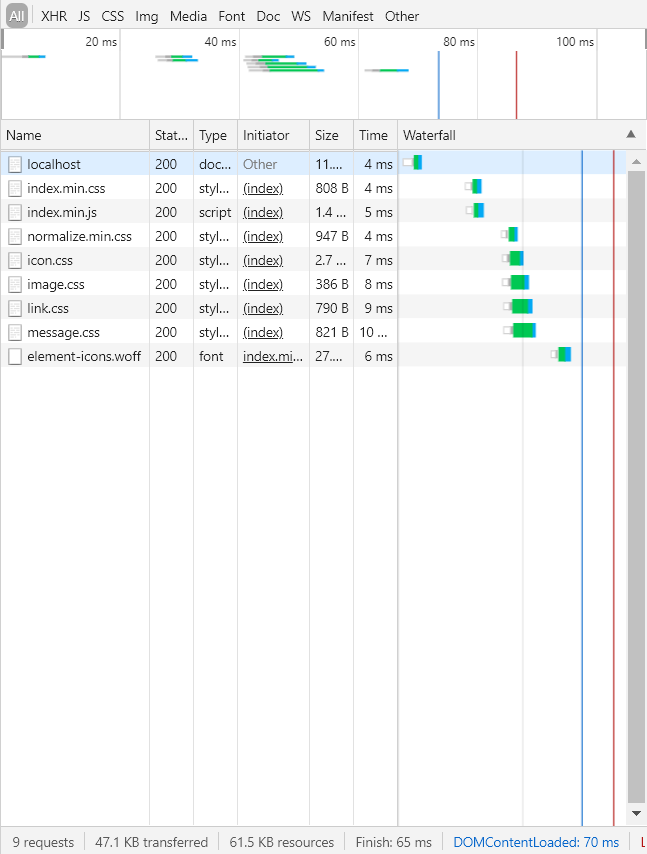 All XHR JS CSS Img Media Font Doc WS Manifest Other
20 ms 40 ms 60 ms 80 ms 100 ms
Name Stat... Type Initiator Size Time Waterfall
localhost 200 doc... Other 11.... 4 ms
index.min.css 200 styl... (index) 808 B 4 ms
index.min.js 200 script (index) 1.4 ... 5 ms
normalize.min.css 200 styl... (index) 947 B 4 ms
icon.css 200 styl... (index) 2.7 ... 7 ms
image.css 200 styl... (index) 386 B 8 ms
link.css 200 styl... (index) 790 B 9 ms
message.css 200 styl... (index) 821 B 10 ...
element-icons.woff 200 font index.mi... 27.... 6 ms
9 requests 47.1 KB transferred 61.5 KB resources Finish: 65 ms DOMContentLoaded: 70 ms L